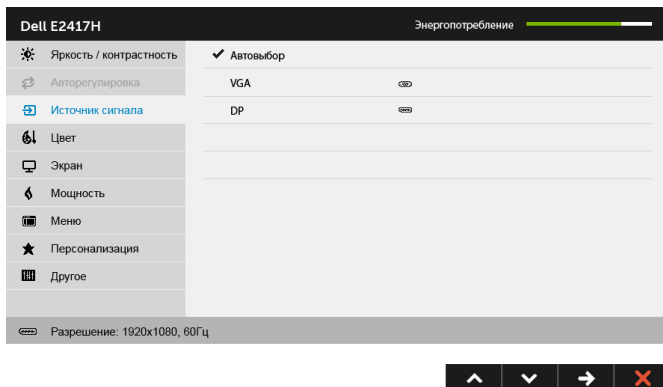 Dell E2417H
Энергопотребление
Яркость / контрастность
Автовыбор
Авторегулировка
VGA
Источник сигнала
DP
Цвет
Экран
Мощность
Меню
Персонализация
Другое
Разрешение: 1920x1080, 60Гц